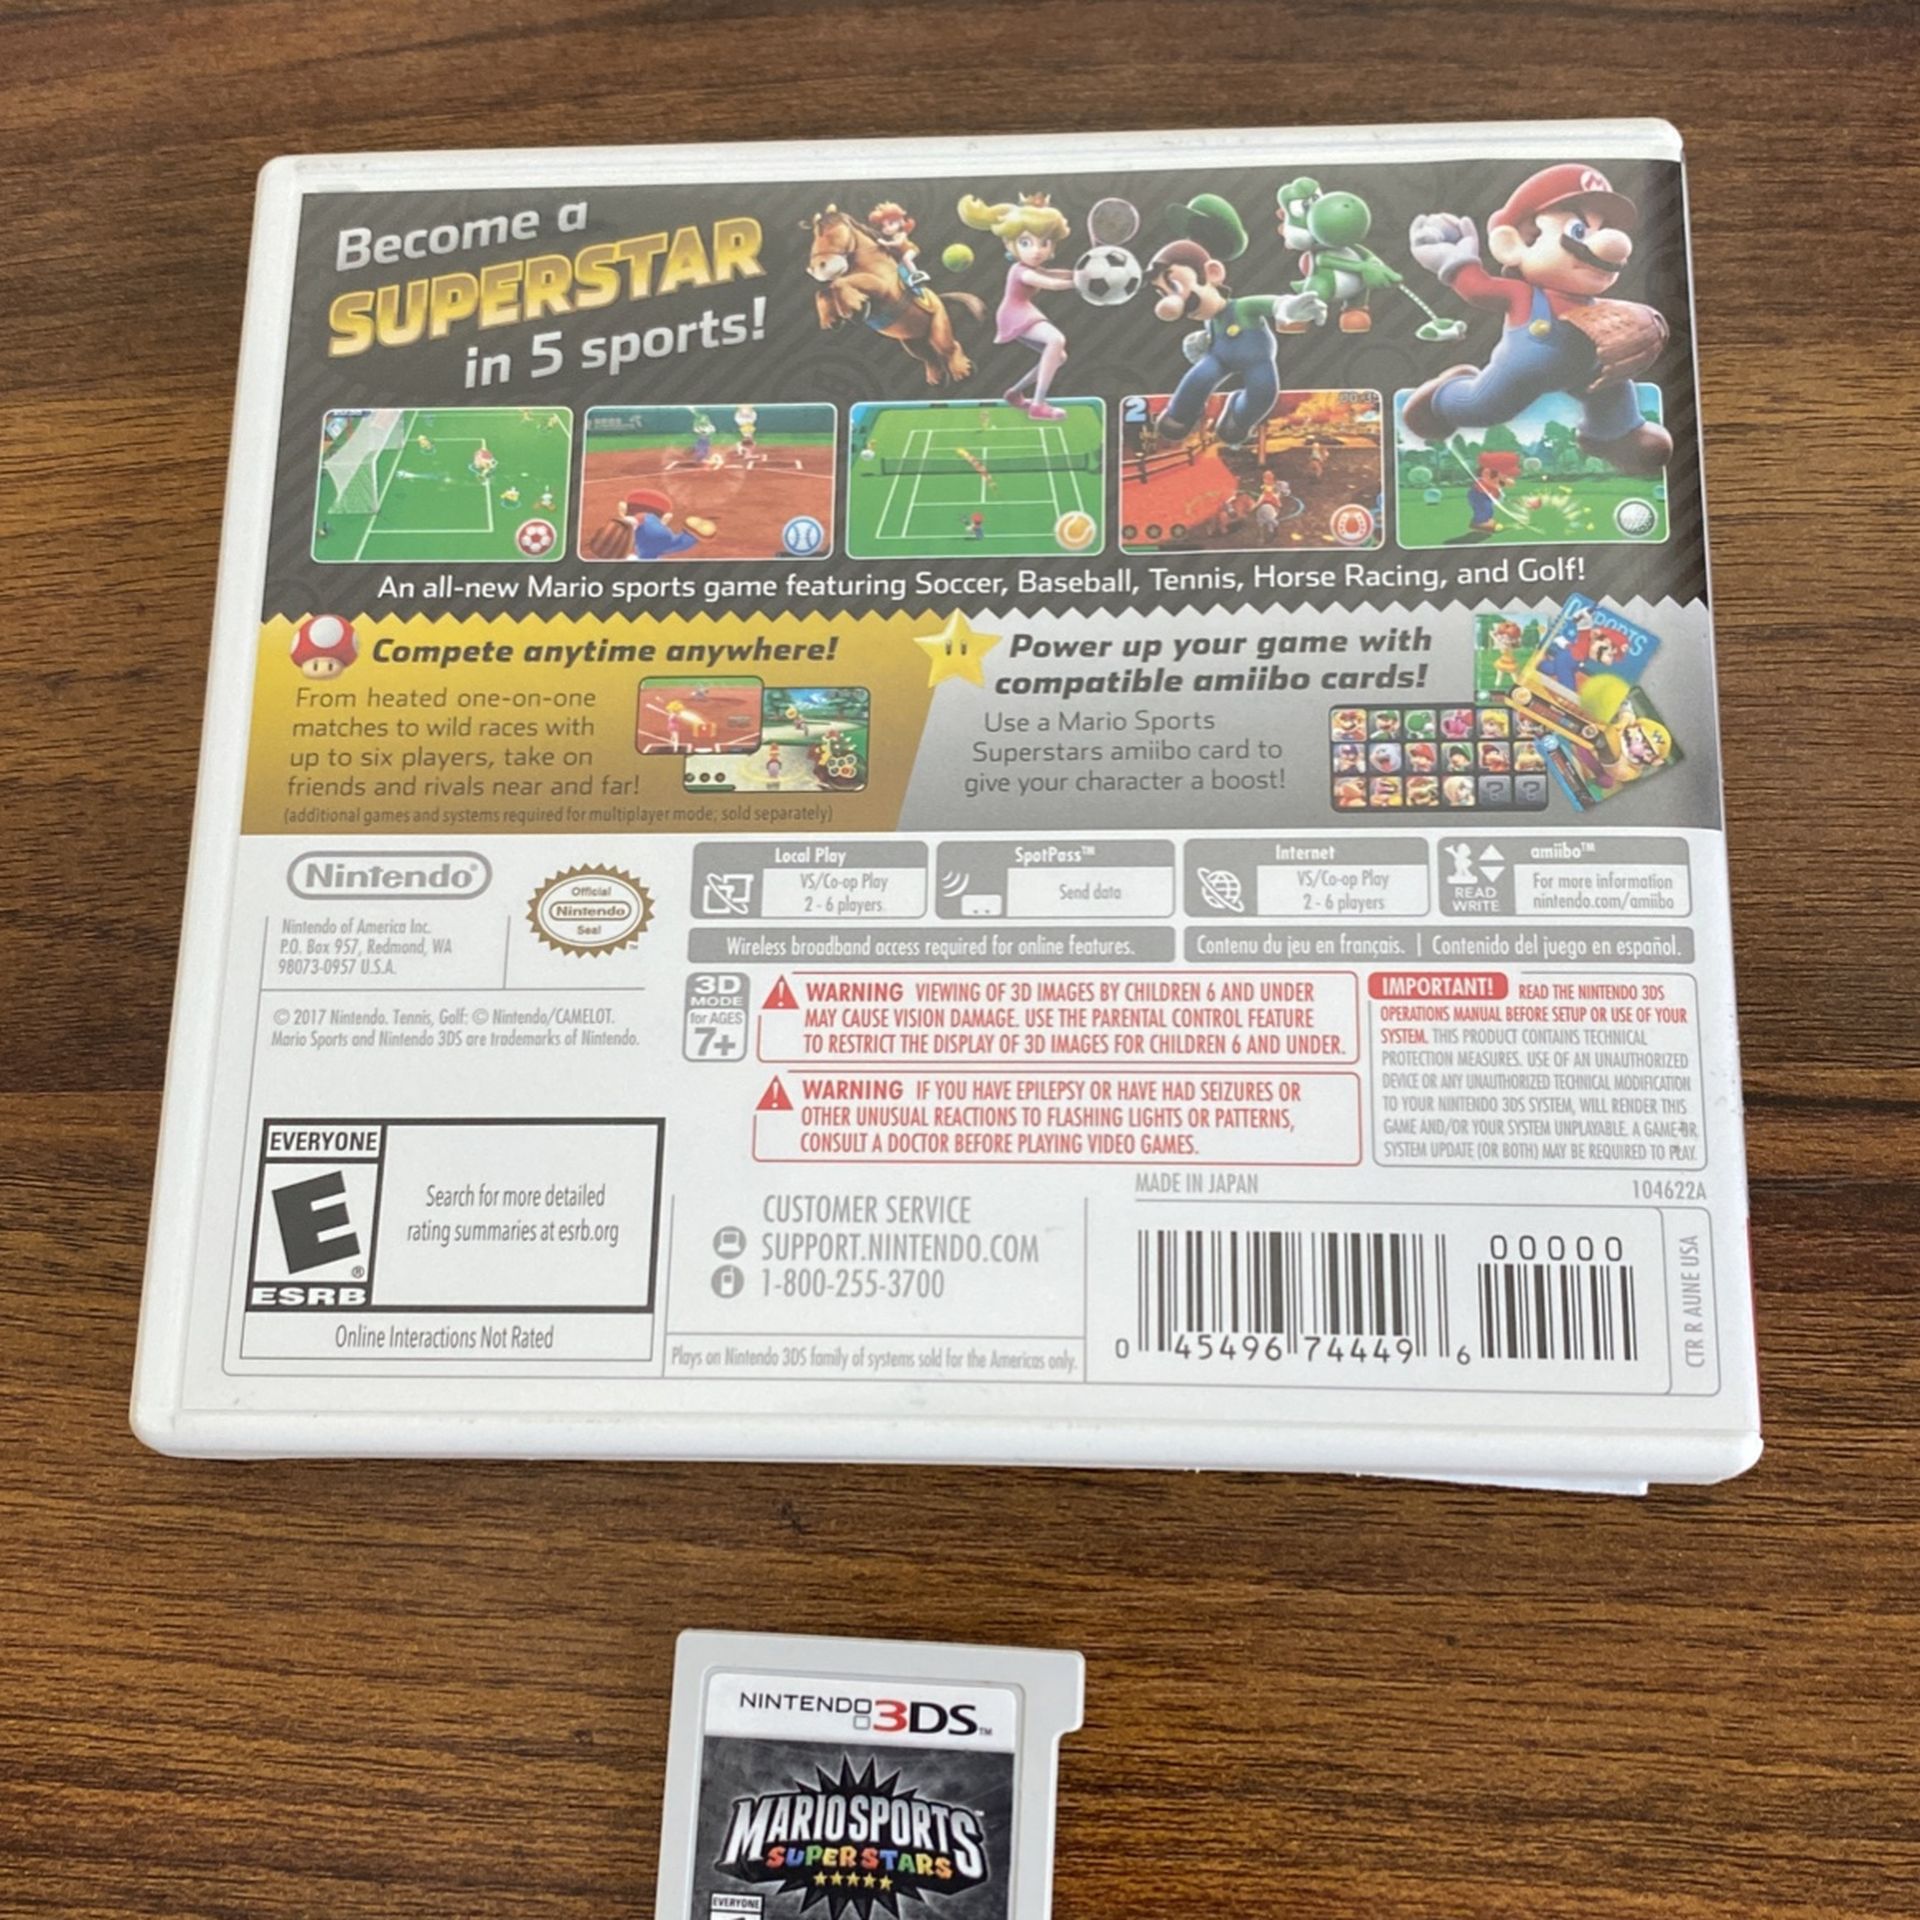 Become a
SUPERSTAR
in 5 sports!
2
An all-new Mario sports game featuring Soccer, Baseball, Tennis, Horse Racing, and Golf!
Compete anytime anywhere!
From heated one-on-one
matches to wild races with
up to six players, take on
friends and rivals near and far!
(additional games and systems required for multiplayer mode; sold separately)
Power up your game with
compatible amiibo cards!
Use a Mario Sports
Superstars amiibo card to
give your character a boost!
Nintendo®
Official
Nintendo
Seal
TM
Nintendo of America Inc.
P.O. Box 957, Redmond, WA
98073-0957 U.S.A.
Local Play
VS/Co-op Play
2 - 6 players
SpotPass™
Send data
Internet
VS/Co-op Play
2 - 6 players
READ
WRITE
amiibo™
For more information
nintendo.com/amiibo
Wireless broadband access required for online features.
Contenu du jeu en français. | Contenido del juego en español.
© 2017 Nintendo. Tennis, Golf: © Nintendo/CAMELOT.
Mario Sports and Nintendo 3DS are trademarks of Nintendo.
3D
MODE
for AGES
7+
WARNING VIEWING OF 3D IMAGES BY CHILDREN 6 AND UNDER
MAY CAUSE VISION DAMAGE. USE THE PARENTAL CONTROL FEATURE
TO RESTRICT THE DISPLAY OF 3D IMAGES FOR CHILDREN 6 AND UNDER.
WARNING IF YOU HAVE EPILEPSY OR HAVE HAD SEIZURES OR
OTHER UNUSUAL REACTIONS TO FLASHING LIGHTS OR PATTERNS,
CONSULT A DOCTOR BEFORE PLAYING VIDEO GAMES.
IMPORTANT! READ THE NINTENDO 3DS
OPERATIONS MANUAL BEFORE SETUP OR USE OF YOUR
SYSTEM. THIS PRODUCT CONTAINS TECHNICAL
PROTECTION MEASURES. USE OF AN UNAUTHORIZED
DEVICE OR ANY UNAUTHORIZED TECHNICAL MODIFICATION
TO YOUR NINTENDO 3DS SYSTEM, WILL RENDER THIS
GAME AND/OR YOUR SYSTEM UNPLAYABLE. A GAME OR
SYSTEM UPDATE (OR BOTH) MAY BE REQUIRED TO PLAY.
EVERYONE
E
®
ESRB
Search for more detailed
rating summaries at esrb.org
Online Interactions Not Rated
CUSTOMER SERVICE
SUPPORT.NINTENDO.COM
1-800-255-3700
Plays on Nintendo 3DS family of systems sold for the Americas only.
MADE IN JAPAN
104622A
00000
0 45496 74449 6
CTR R AUNE USA
NINTENDO 3DS™
MARIO SPORTS
SUPERSTARS
EVERYONE